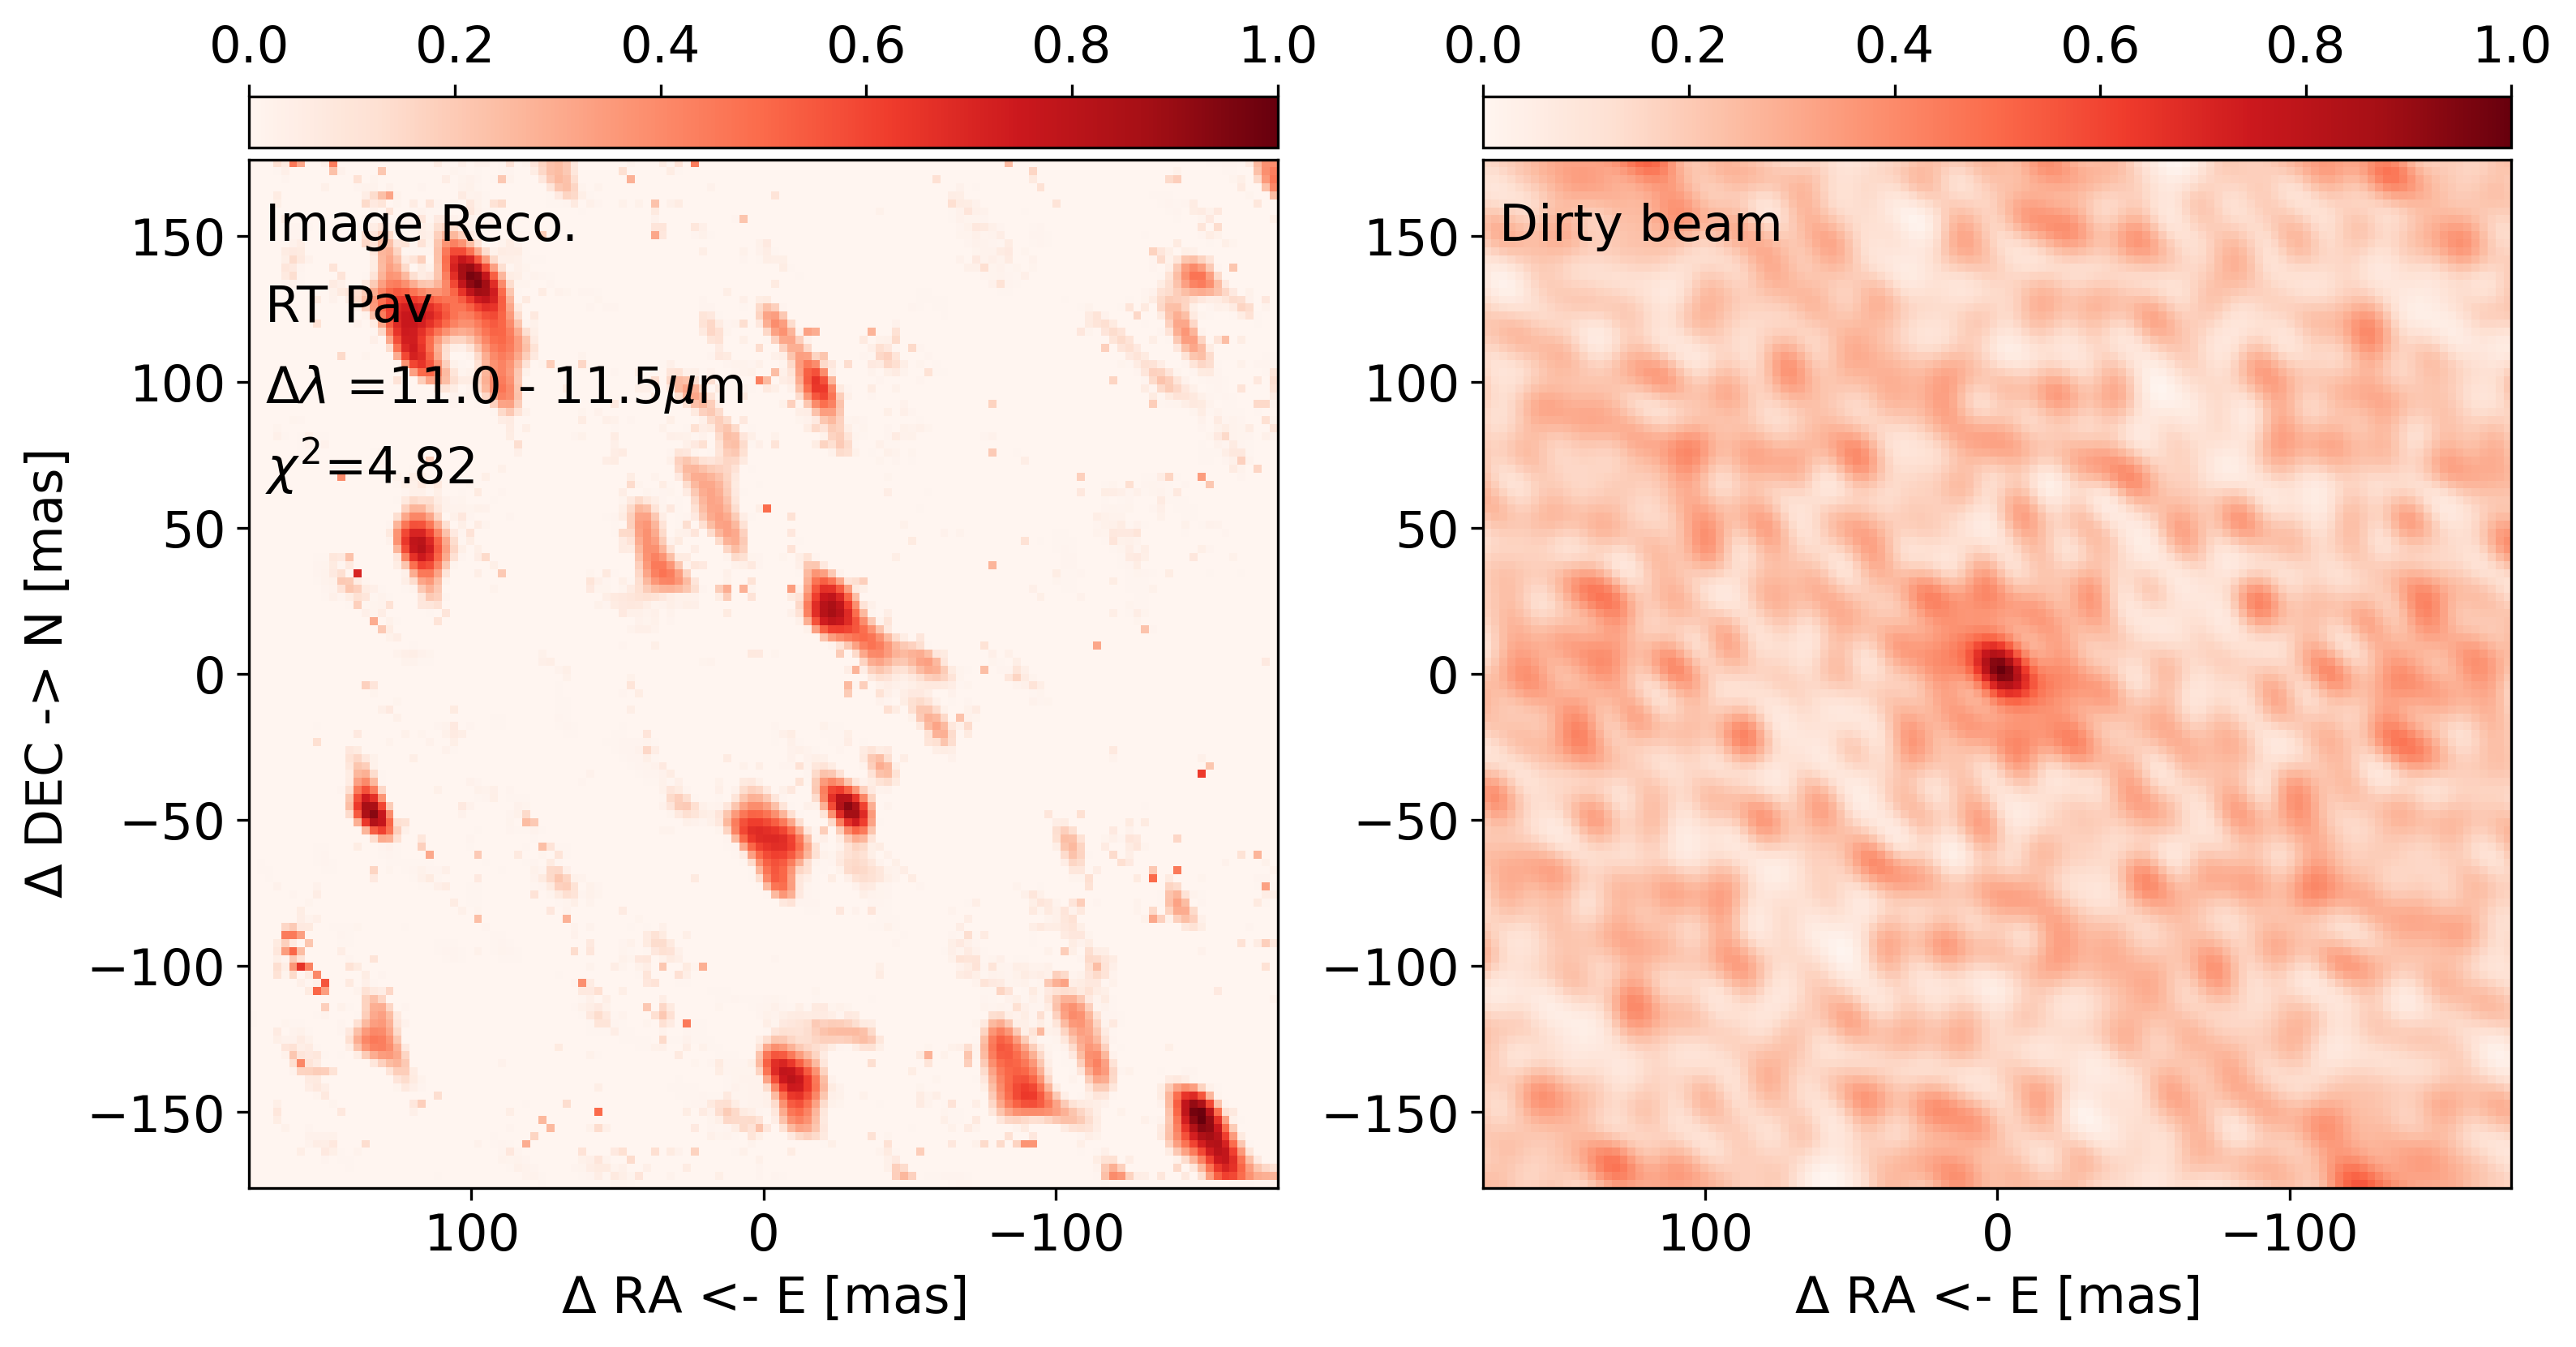 0.0 0.2 0.4 0.6 0.8 1.0
0.0 0.2 0.4 0.6 0.8 1.0
Image Reco.
RT Pav
Δλ =11.0 - 11.5μm
χ²=4.82
150
100
50
0
−50
−100
−150
Δ DEC -> N [mas]
100 0 −100
Δ RA <- E [mas]
Dirty beam
150
100
50
0
−50
−100
−150
100 0 −100
Δ RA <- E [mas]